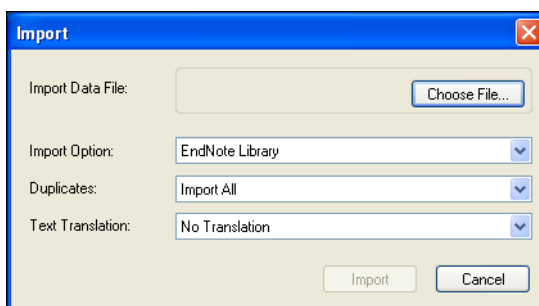 Import
Import Data File:
Choose File...
Import Option:
EndNote Library
Duplicates:
Import All
Text Translation:
No Translation
Import
Cancel